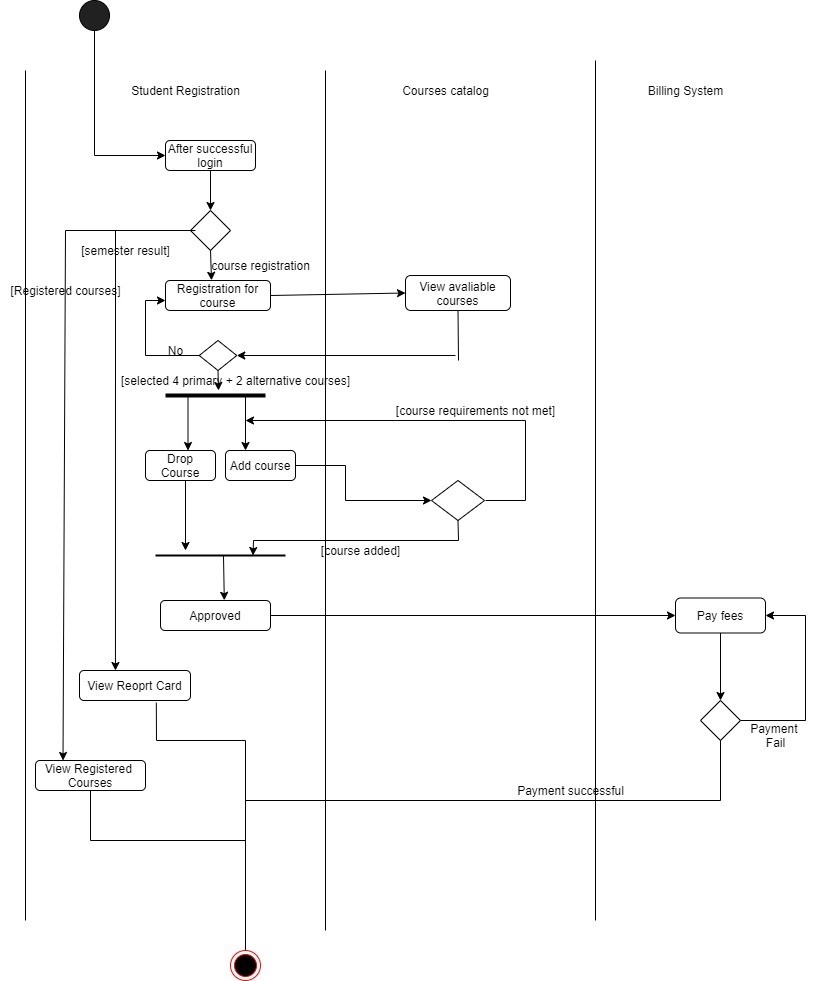 Student Registration
Courses catalog
Billing System
After successful
login
[semester result]
course registration
[Registered courses]
Registration for
course
View avaliable
courses
No
[selected 4 primary + 2 alternative courses]
[course requirements not met]
Drop
Course
Add course
[course added]
Approved
Pay fees
View Reoprt Card
Payment
Fail
View Registered
Courses
Payment successful